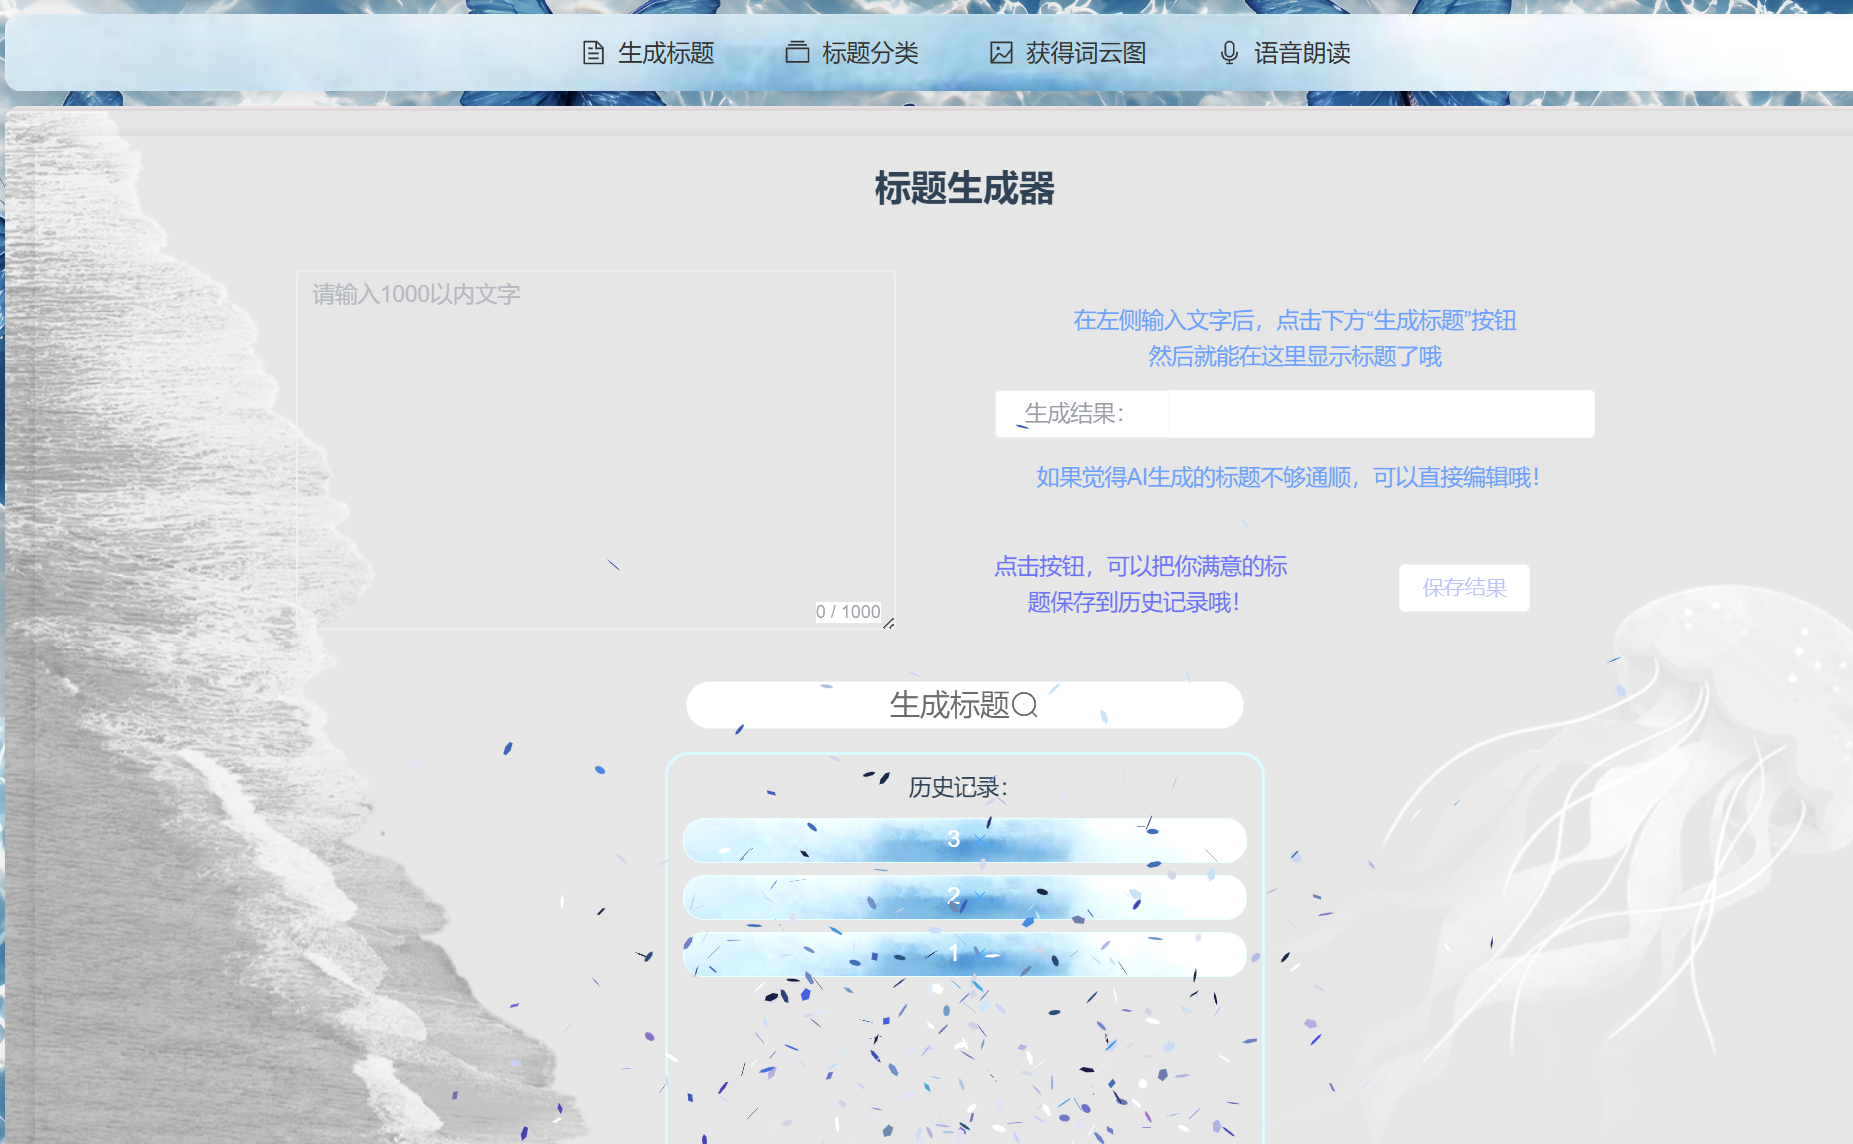 生成标题
标题分类
获得词云图
语音朗读
标题生成器
请输入1000以内文字
0 / 1000
在左侧输入文字后，点击下方“生成标题”按钮
然后就能在这里显示标题了哦
生成结果：
如果觉得AI生成的标题不够通顺，可以直接编辑哦！
点击按钮，可以把你满意的标
题保存到历史记录哦！
保存结果
生成标题
历史记录：
3
2
1